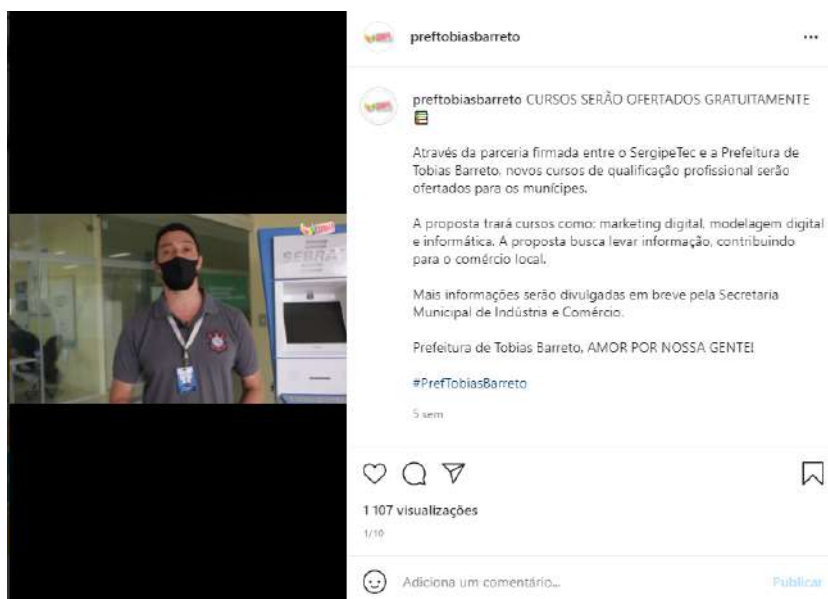 preftobiasbarreto
preftobiasbarreto CURSOS SERÃO OFERTADOS GRATUITAMENTE
Através da parceria firmada entre o SergipeTec e a Prefeitura de
Tobias Barreto, novos cursos de qualificação profissional serão
ofertados para os munícipes.
A proposta trará cursos como: marketing digital, modelagem digital
e informática. A proposta busca levar informação, contribuindo
para o comércio local.
Mais informações serão divulgadas em breve pela Secretaria
Municipal de Indústria e Comércio.
Prefeitura de Tobias Barreto, AMOR POR NOSSA GENTE!
#PrefTobiasBarreto
5 sem
SEBRA
1 107 visualizações
1/10
Adiciona um comentário...
Publicar